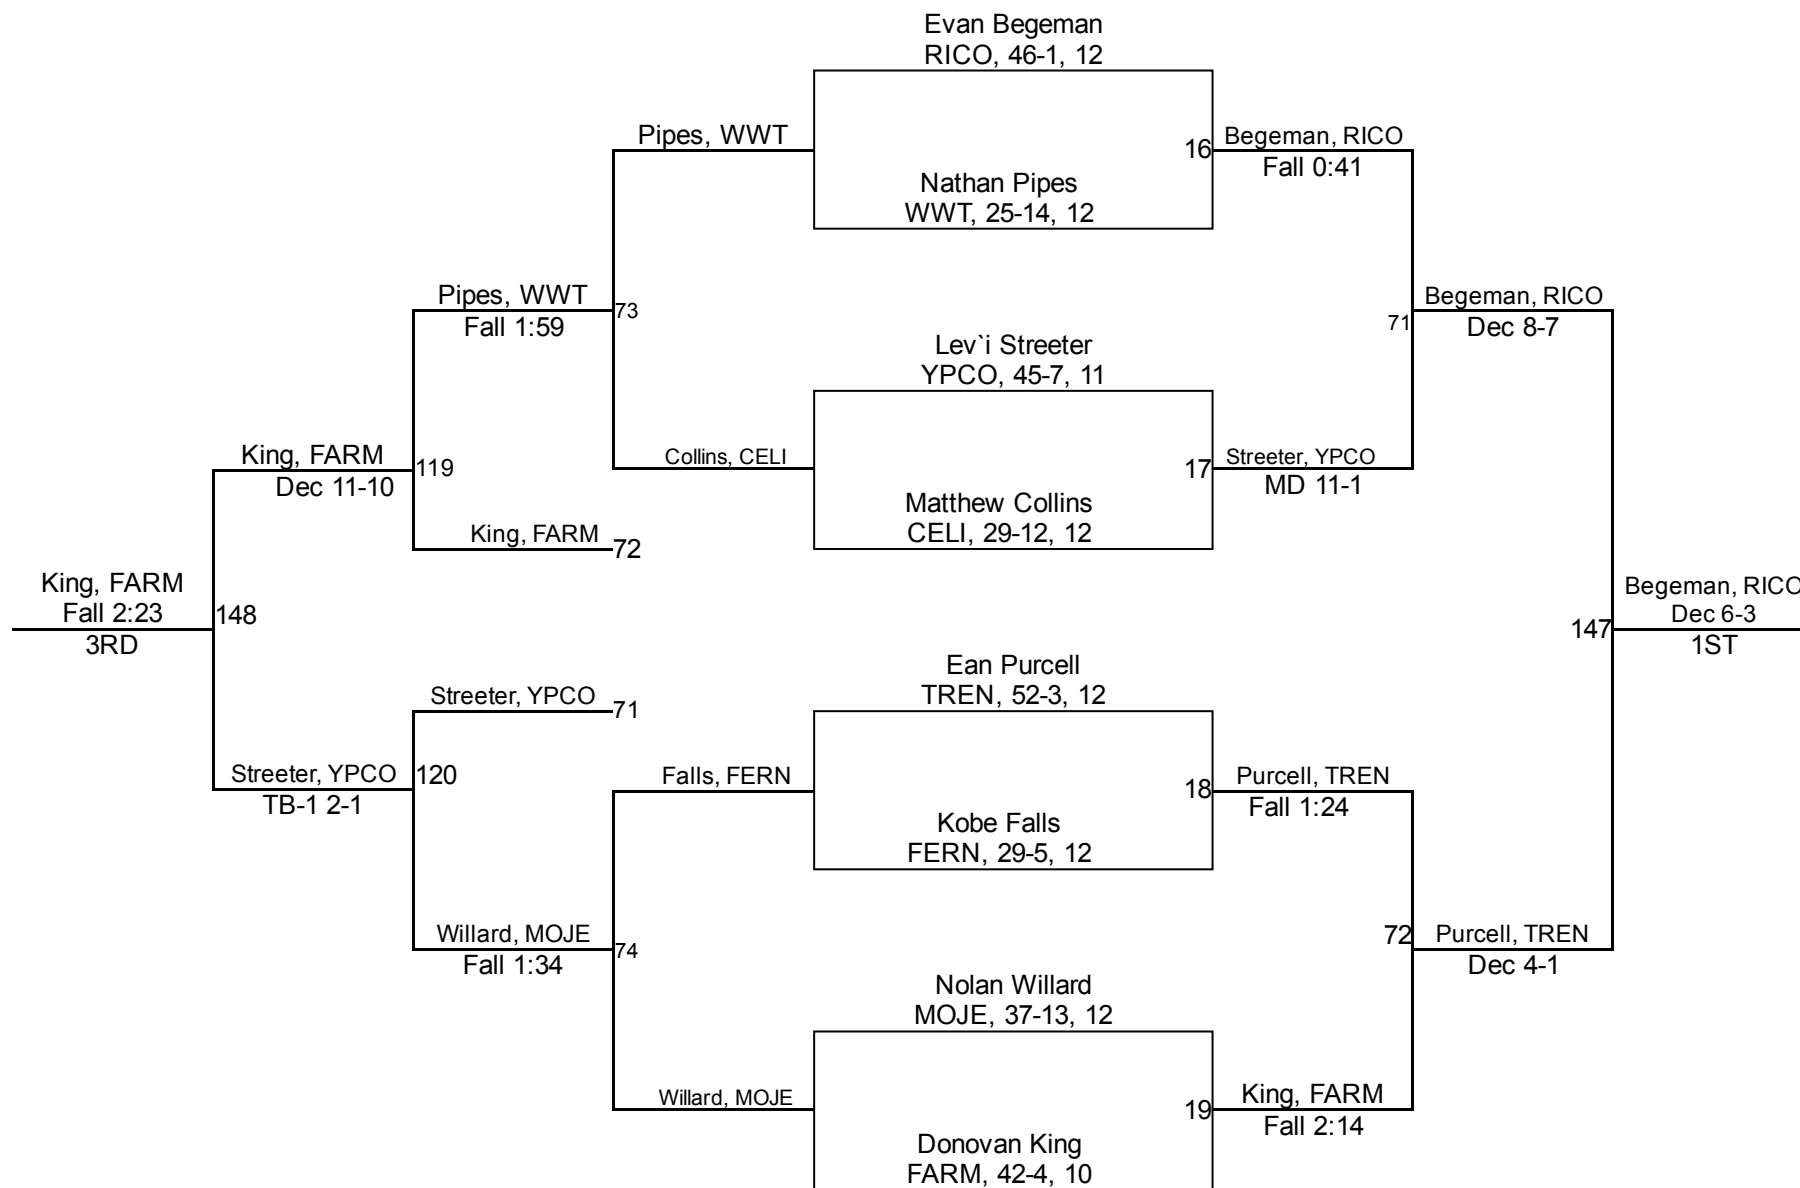 Evan Begeman
RICO, 46-1, 12
Pipes, WWT
16
Begeman, RICO
Fall 0:41
Nathan Pipes
WWT, 25-14, 12
Pipes, WWT
Fall 1:59
73
Begeman, RICO
Dec 8-7
71
Lev`i Streeter
YPCO, 45-7, 11
King, FARM
Dec 11-10
119
Collins, CELI
17
Streeter, YPCO
MD 11-1
Matthew Collins
CELI, 29-12, 12
King, FARM
72
King, FARM
Fall 2:23
3RD
148
147
Begeman, RICO
Dec 6-3
1ST
Ean Purcell
TREN, 52-3, 12
Streeter, YPCO
71
Streeter, YPCO
TB-1 2-1
120
Falls, FERN
18
Purcell, TREN
Fall 1:24
Kobe Falls
FERN, 29-5, 12
Willard, MOJE
Fall 1:34
74
72
Purcell, TREN
Dec 4-1
Nolan Willard
MOJE, 37-13, 12
Willard, MOJE
19
King, FARM
Fall 2:14
Donovan King
FARM, 42-4, 10